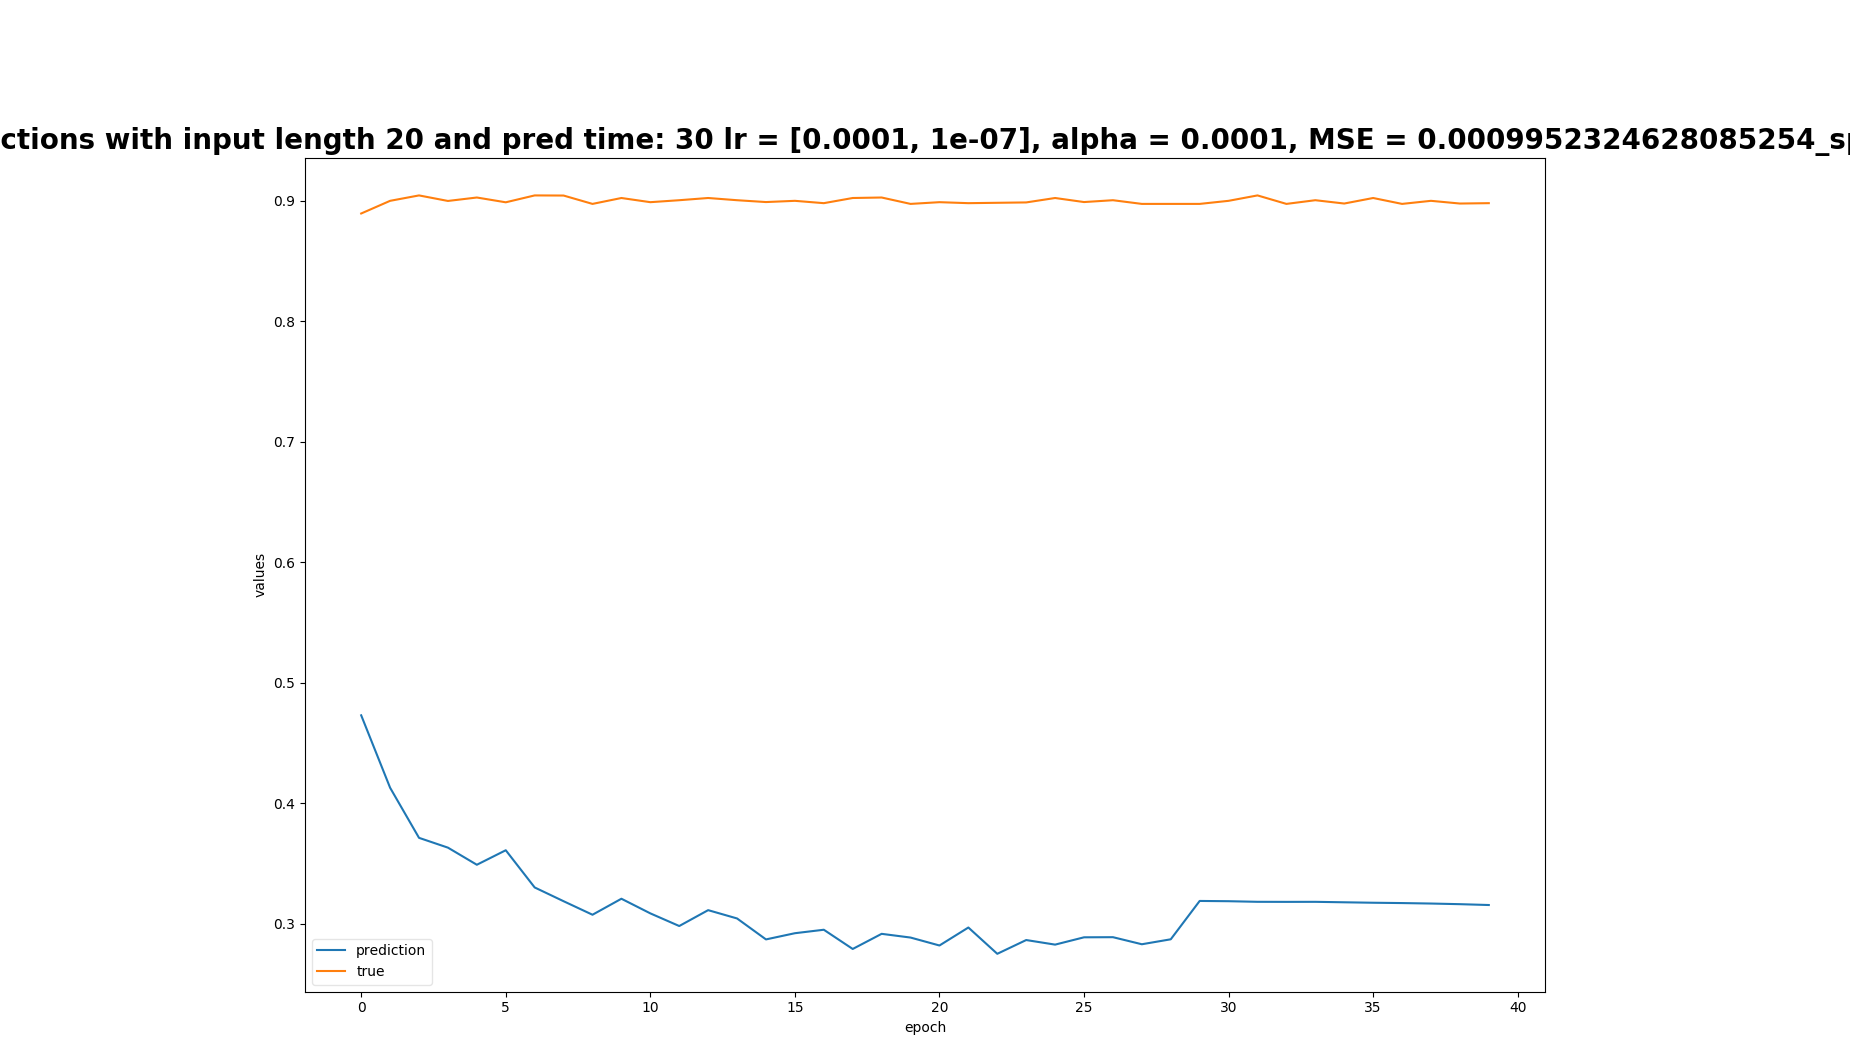 ctions with input length 20 and pred time: 30 lr = [0.0001, 1e-07], alpha = 0.0001, MSE = 0.0009952324628085254_sp
0.9
0.8
0.7
0.6
0.5
0.4
0.3
values
prediction
true
0 5 10 15 20 25 30 35 40
epoch